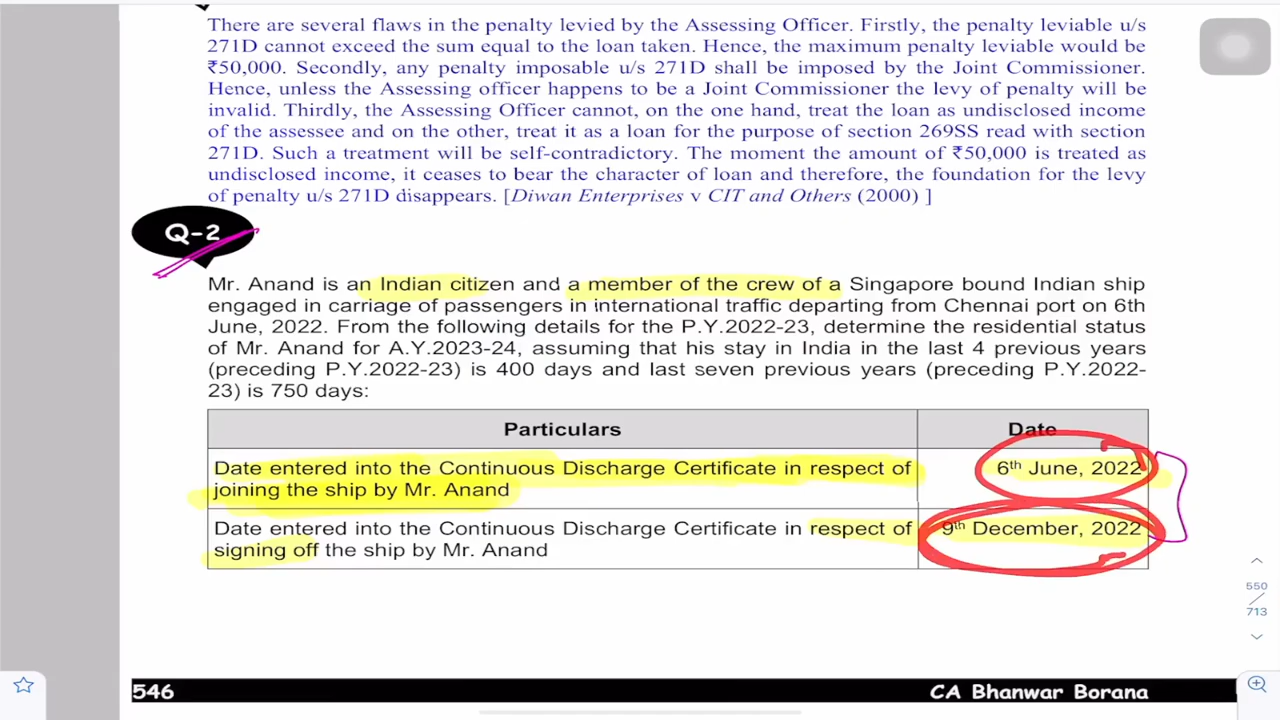 There are several flaws in the penalty levied by the Assessing Officer. Firstly, the penalty leviable u/s
271D cannot exceed the sum equal to the loan taken. Hence, the maximum penalty leviable would be
₹50,000. Secondly, any penalty imposable u/s 271D shall be imposed by the Joint Commissioner.
Hence, unless the Assessing officer happens to be a Joint Commissioner the levy of penalty will be
invalid. Thirdly, the Assessing Officer cannot, on the one hand, treat the loan as undisclosed income
of the assessee and on the other, treat it as a loan for the purpose of section 269SS read with section
271D. Such a treatment will be self-contradictory. The moment the amount of ₹50,000 is treated as
undisclosed income, it ceases to bear the character of loan and therefore, the foundation for the levy
of penalty u/s 271D disappears. [Diwan Enterprises v CIT and Others (2000) ]
Q-2
Mr. Anand is an Indian citizen and a member of the crew of a Singapore bound Indian ship
engaged in carriage of passengers in international traffic departing from Chennai port on 6th
June, 2022. From the following details for the P.Y.2022-23, determine the residential status
of Mr. Anand for A.Y.2023-24, assuming that his stay in India in the last 4 previous years
(preceding P.Y.2022-23) is 400 days and last seven previous years (preceding P.Y.2022-
23) is 750 days:
Particulars Date
Date entered into the Continuous Discharge Certificate in respect of 6th June, 2022
joining the ship by Mr. Anand
Date entered into the Continuous Discharge Certificate in respect of 9th December, 2022
signing off the ship by Mr. Anand
550
713
546 CA Bhanwar Borana